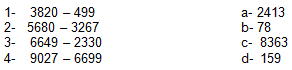 1- 3820 – 499 a- 2413
2- 5680 – 3267 b- 78
3- 6649 – 2330 c- 8363
4- 9027 – 6699 d- 159